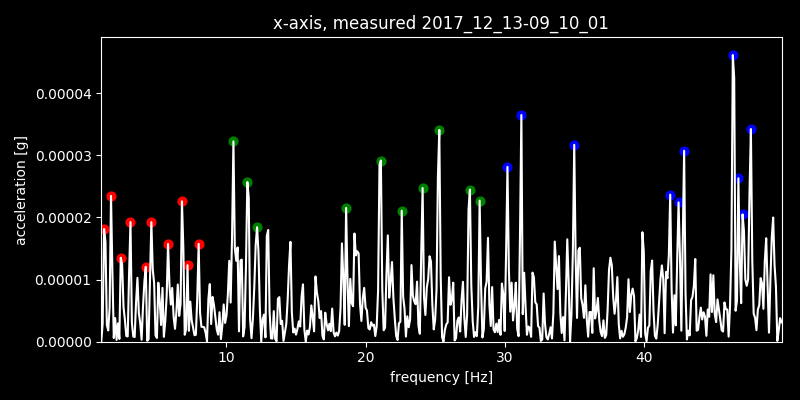 x-axis, measured 2017_12_13-09_10_01
acceleration [g]
0.00004
0.00003
0.00002
0.00001
0.00000
10 20 30 40
frequency [Hz]